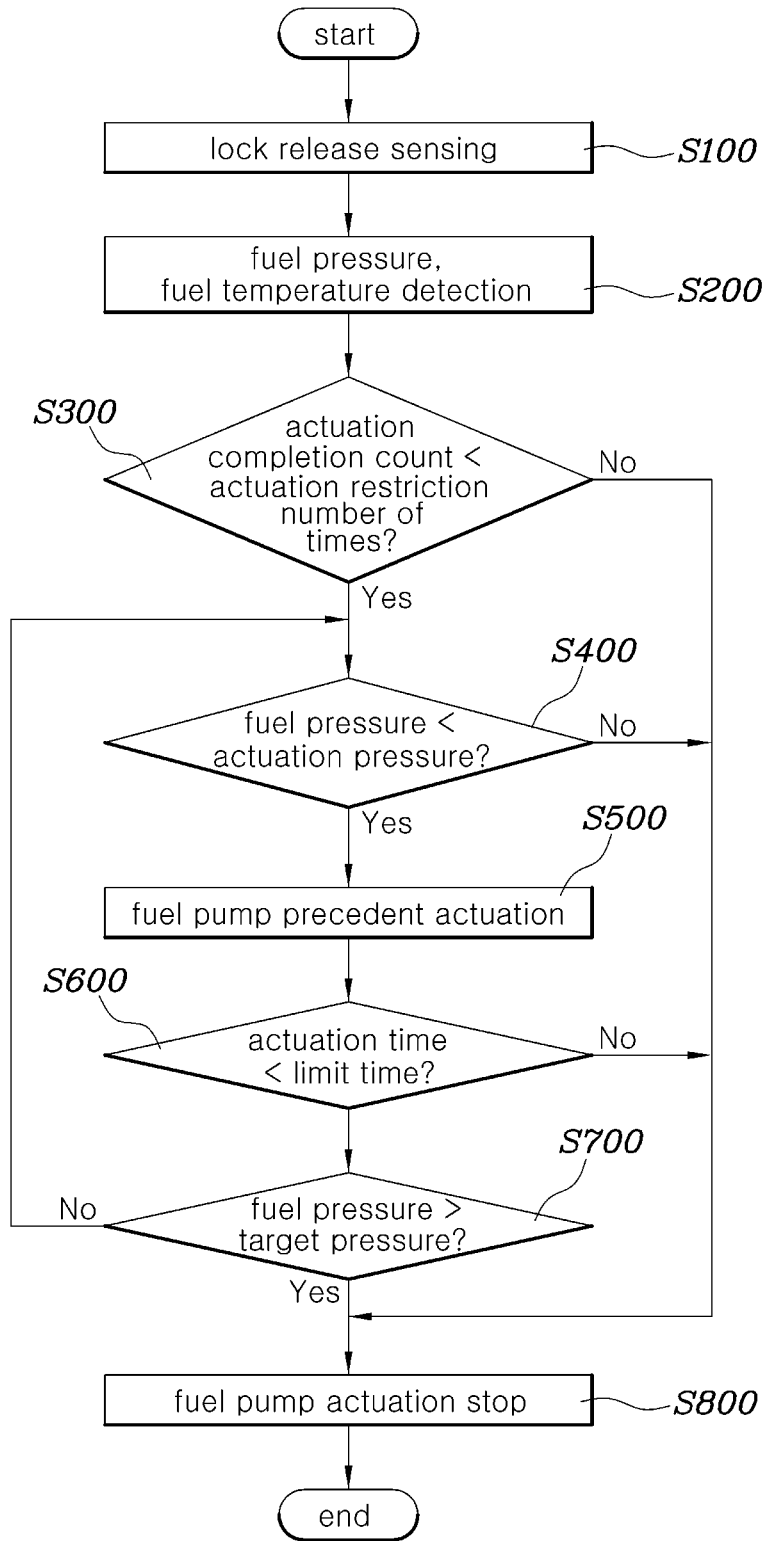 start
lock release sensing
S100
fuel pressure,
fuel temperature detection
S200
S300
actuation
completion count <
actuation restriction
number of
times?
No
Yes
S400
fuel pressure <
actuation pressure?
No
Yes
S500
fuel pump precedent actuation
S600
actuation time
< limit time?
No
S700
fuel pressure >
target pressure?
No
Yes
fuel pump actuation stop
S800
end